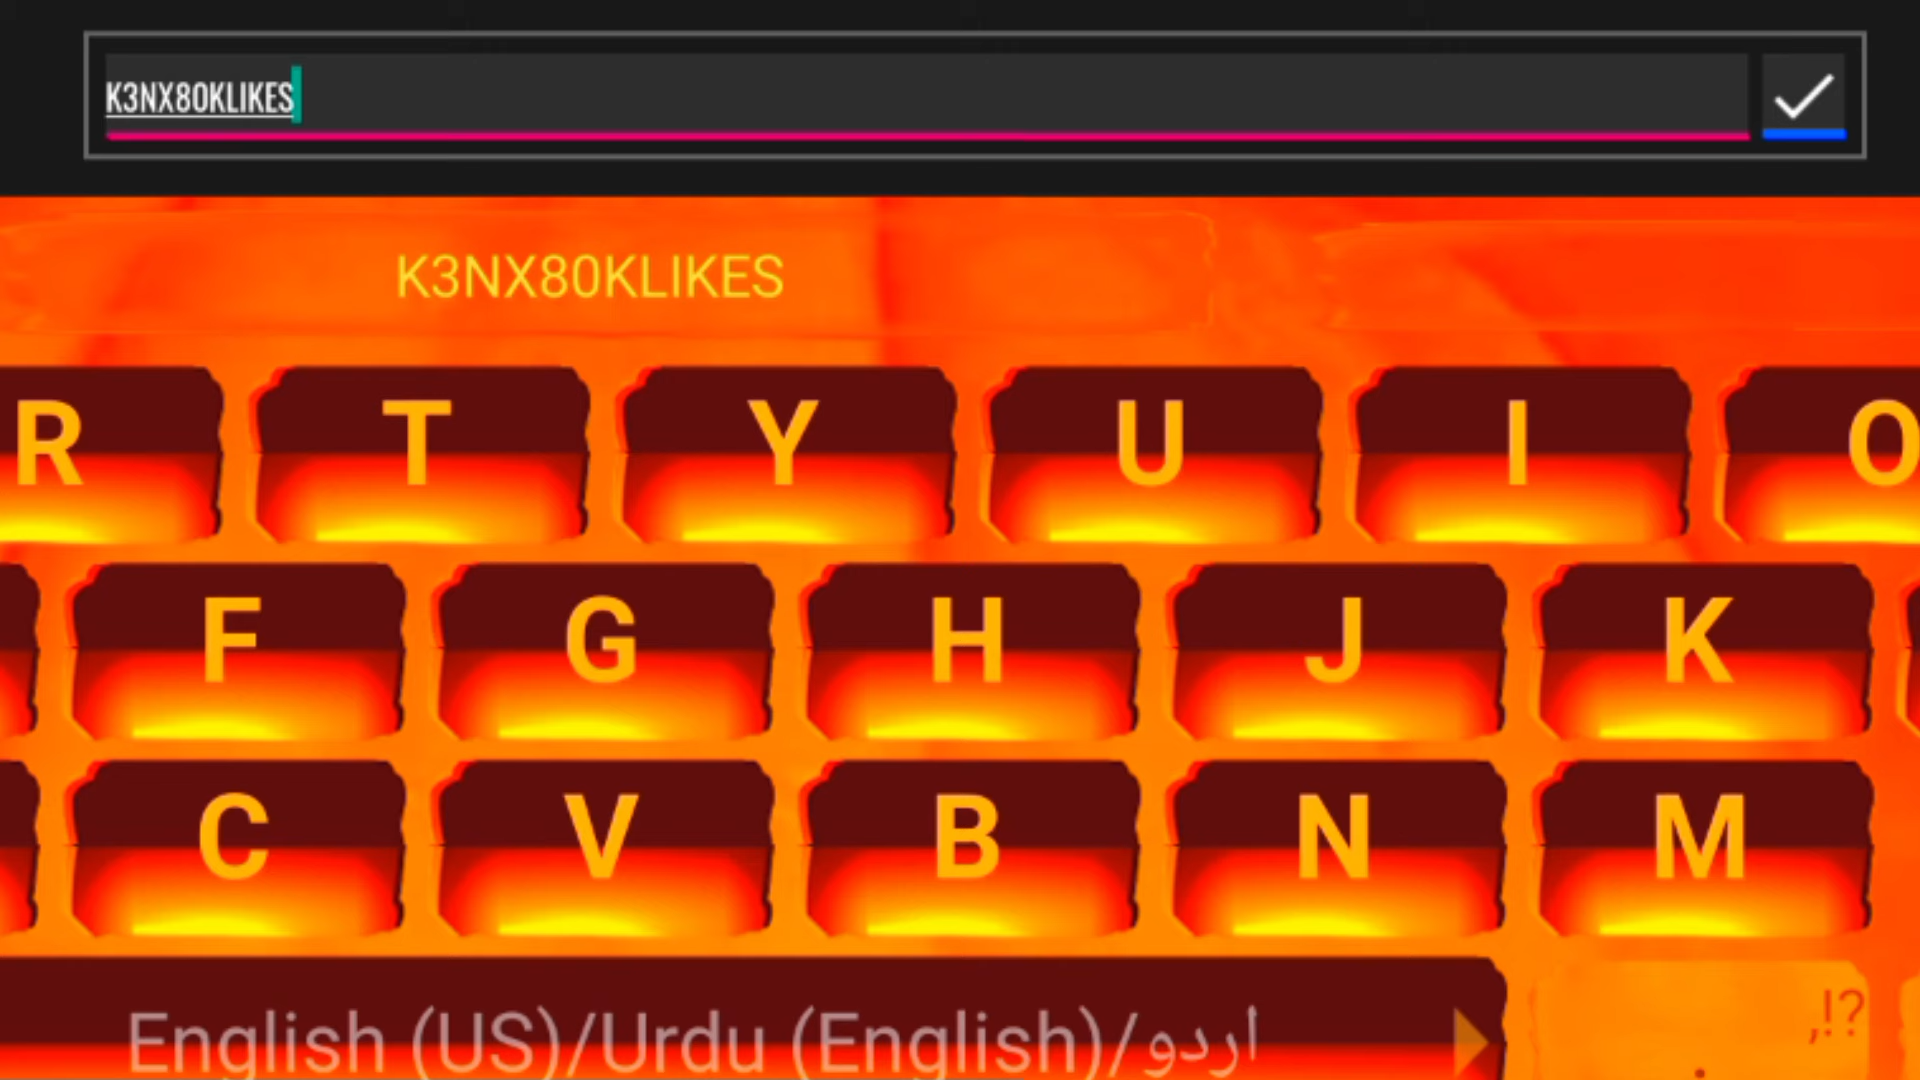 K3NX80KLIKES
K3NX80KLIKES
R T Y U I O
F G H J K
C V B N M
English (US)/Urdu (English)/اردو
,!?
.